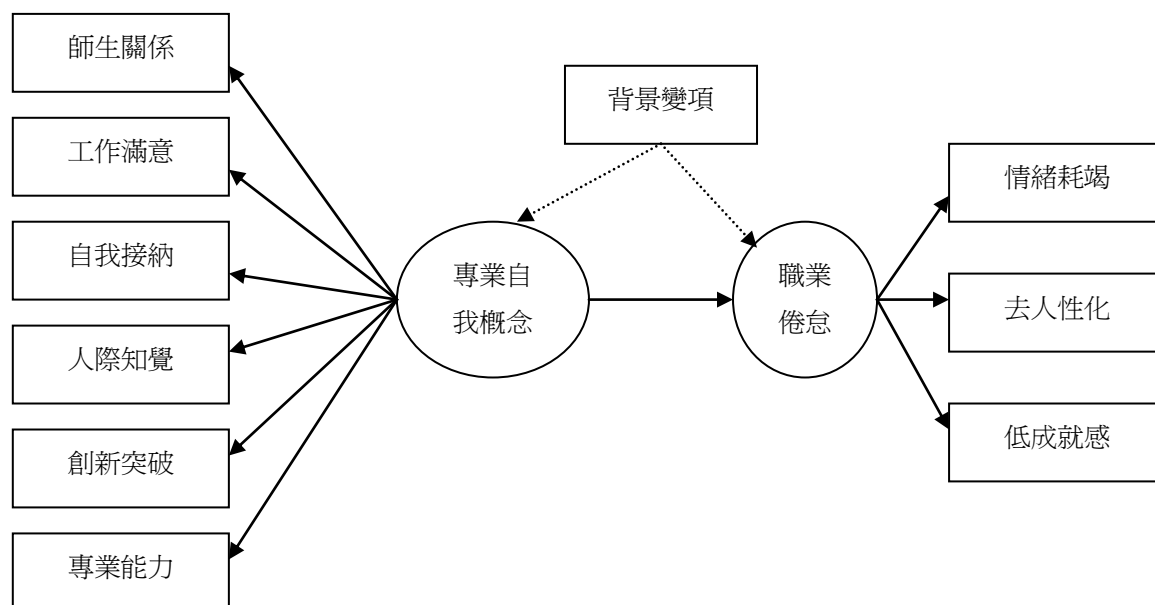 師生關係
工作滿意
自我接納
人際知覺
創新突破
專業能力
背景變項
專業自
我概念
職業
倦怠
情緒耗竭
去人性化
低成就感